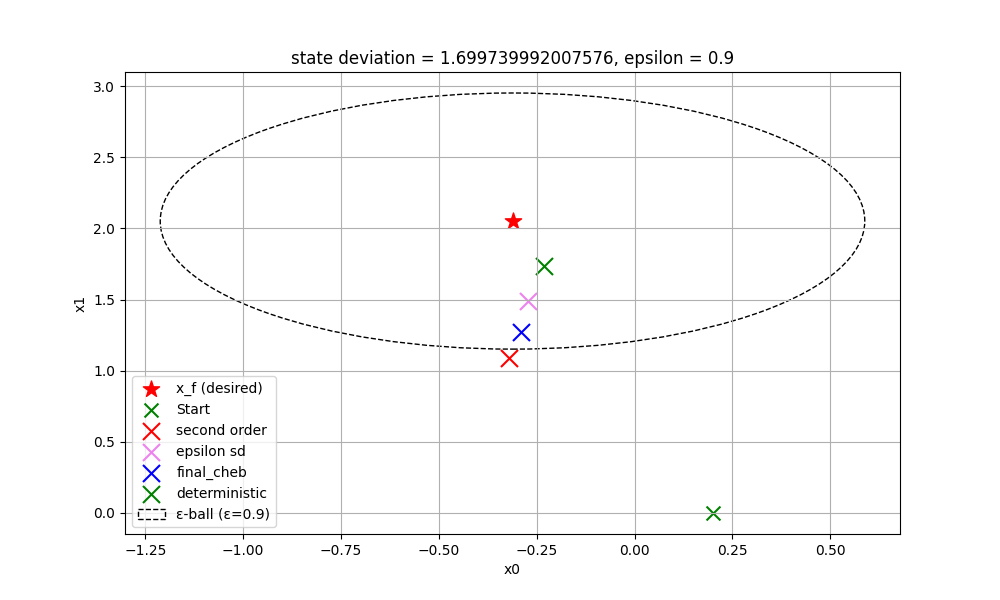 state deviation = 1.699739992007576, epsilon = 0.9
3.0
2.5
2.0
1.5
1.0
0.5
0.0
x1
x_f (desired)
Start
second order
epsilon sd
final_cheb
deterministic
ε-ball (ε=0.9)
−1.25 −1.00 −0.75 −0.50 −0.25 0.00 0.25 0.50
x0